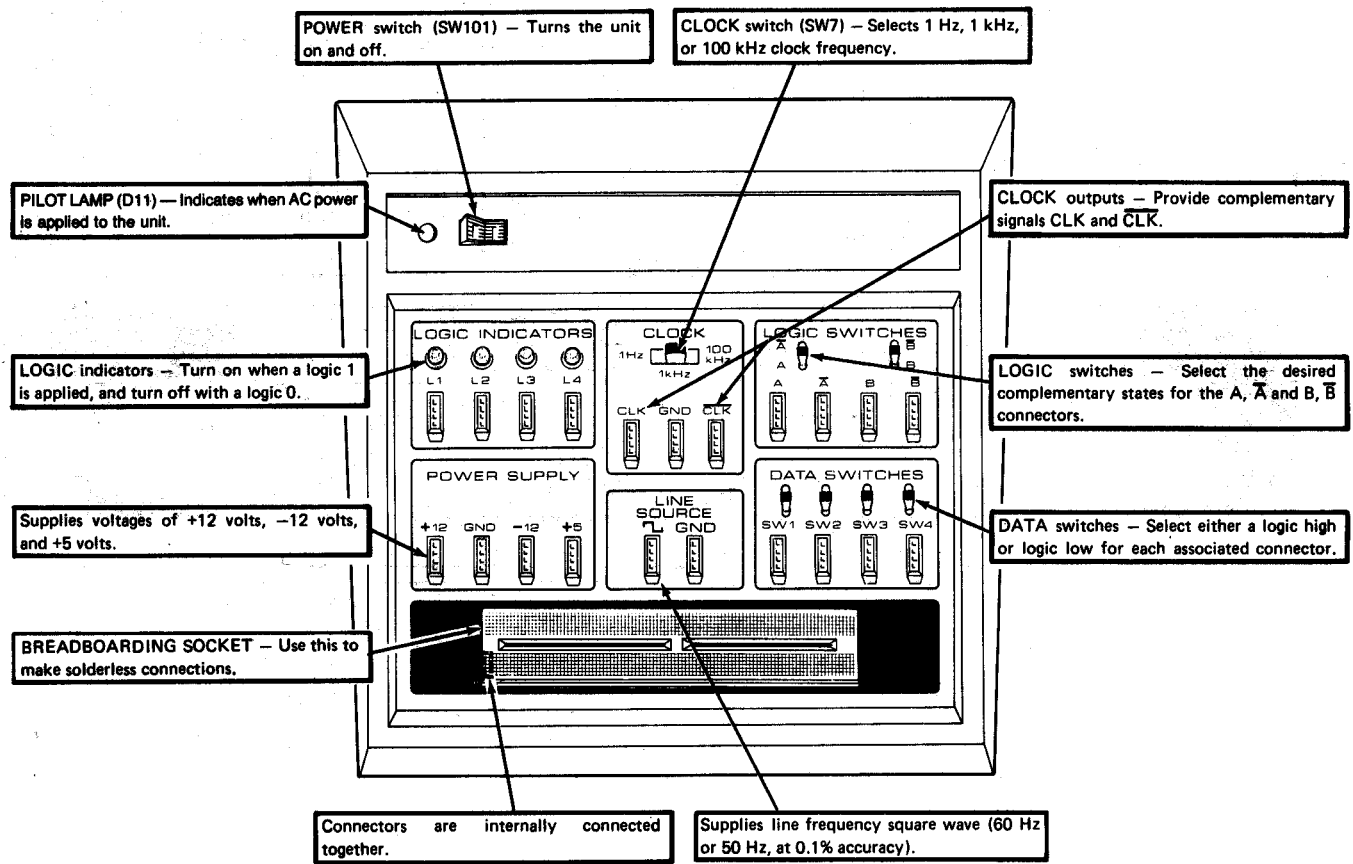 POWER switch (SW101) — Turns the unit
on and off.
CLOCK switch (SW7) — Selects 1 Hz, 1 kHz,
or 100 kHz clock frequency.
PILOT LAMP (D11) — Indicates when AC power
is applied to the unit.
CLOCK outputs — Provide complementary
signals CLK and C̅L̅K̅.
LOGIC indicators — Turn on when a logic 1
is applied, and turn off with a logic 0.
LOGIC switches — Select the desired
complementary states for the A, A̅ and B, B̅
connectors.
Supplies voltages of +12 volts, −12 volts,
and +5 volts.
DATA switches — Select either a logic high
or logic low for each associated connector.
BREADBOARDING SOCKET — Use this to
make solderless connections.
Connectors are internally connected
together.
Supplies line frequency square wave (60 Hz
or 50 Hz, at 0.1% accuracy).
LOGIC INDICATORS
L1 L2 L3 L4
CLOCK
1Hz 100
kHz
1kHz
CLK GND C̅L̅K̅
LOGIC SWITCHES
A̅ B̅
A B
A A̅ B B̅
POWER SUPPLY
+12 GND −12 +5
LINE
SOURCE
GND
DATA SWITCHES
SW1 SW2 SW3 SW4